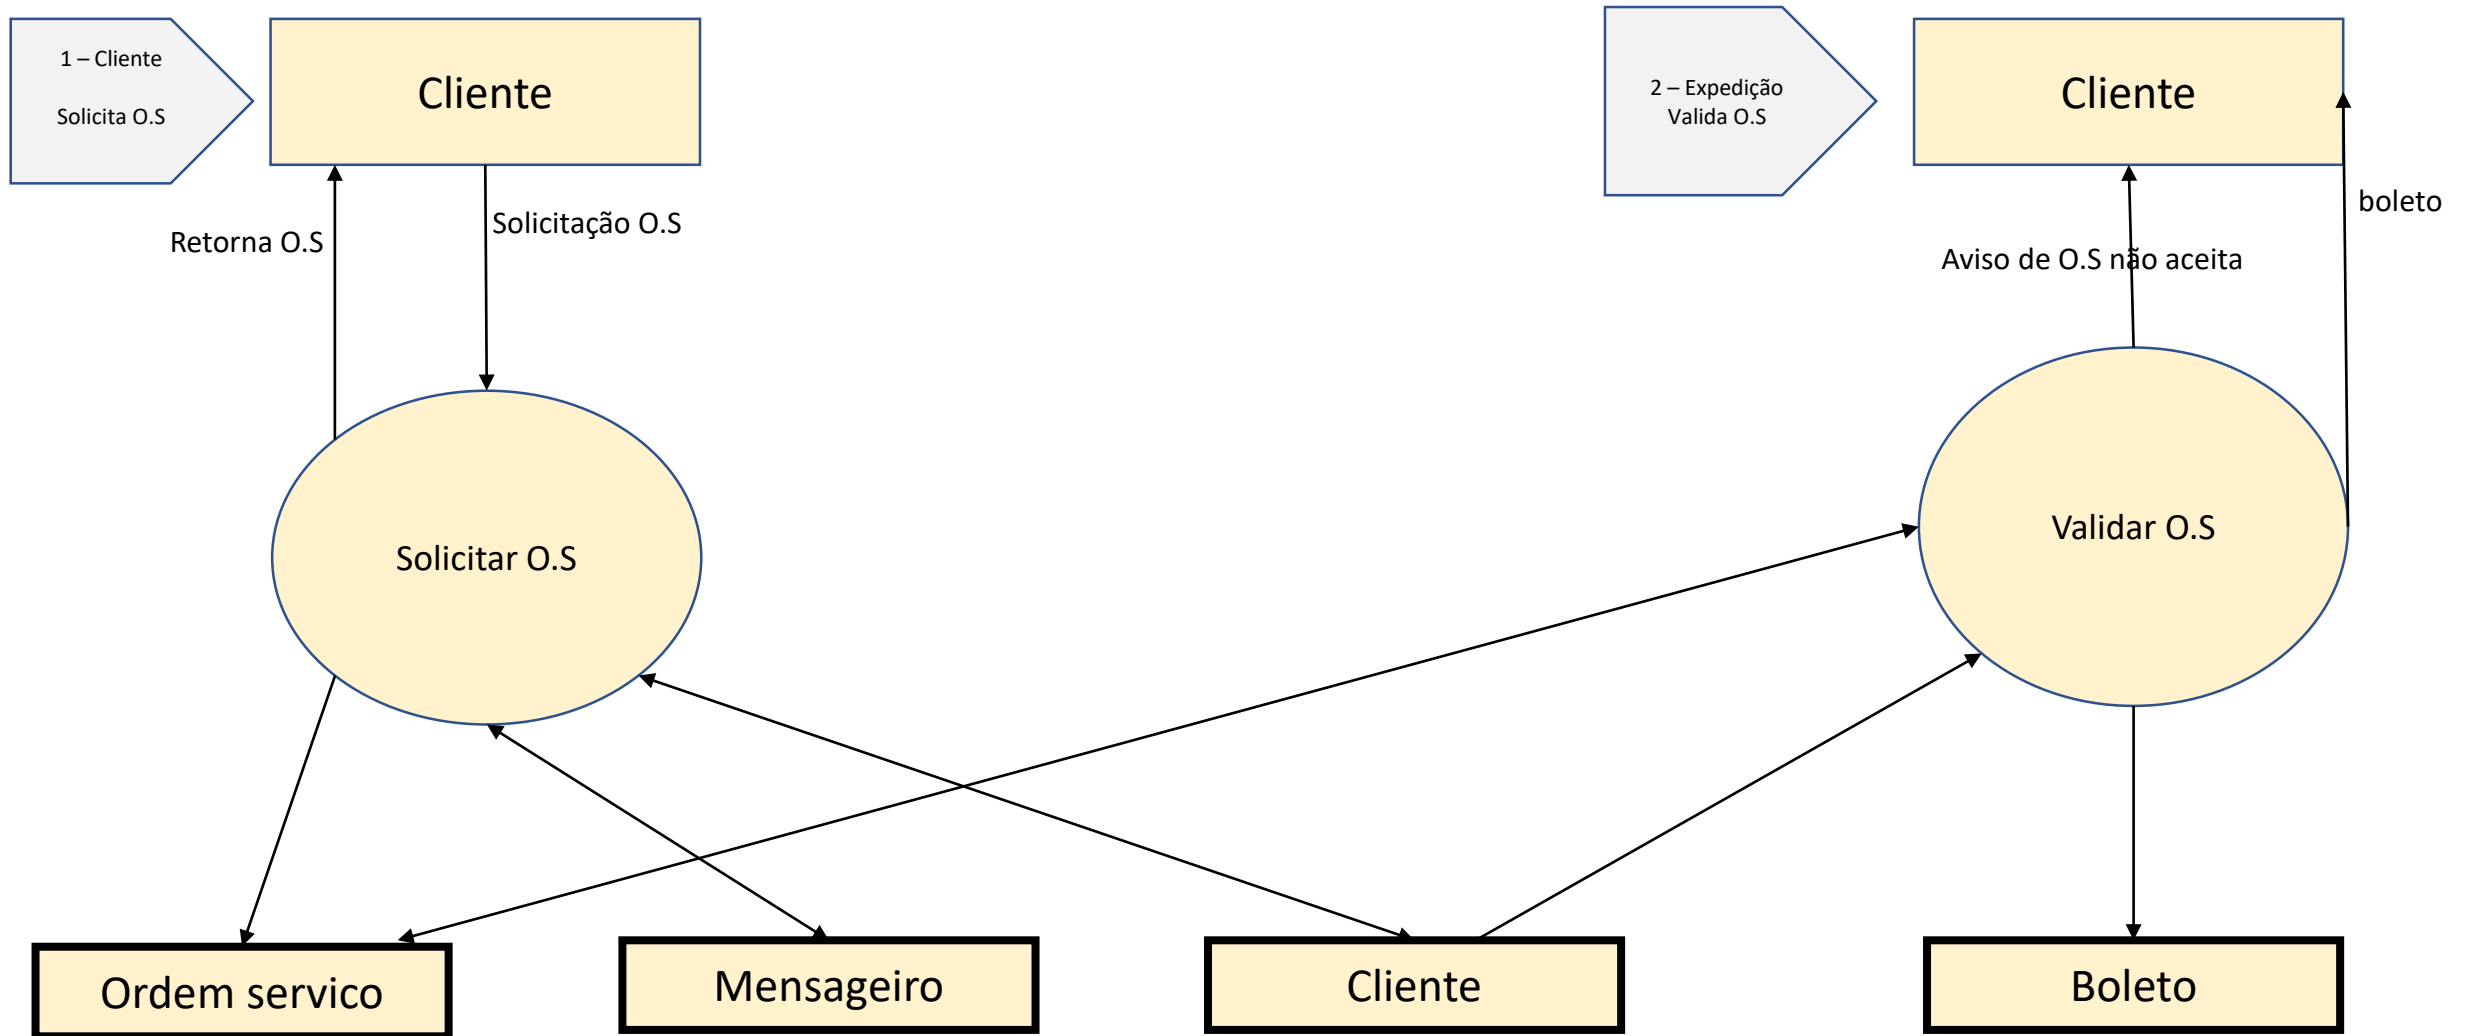 1 – Cliente
Solicita O.S
Cliente
2 – Expedição
Valida O.S
Cliente
Retorna O.S
Solicitação O.S
Aviso de O.S não aceita
boleto
Solicitar O.S
Validar O.S
Ordem servico
Mensageiro
Cliente
Boleto